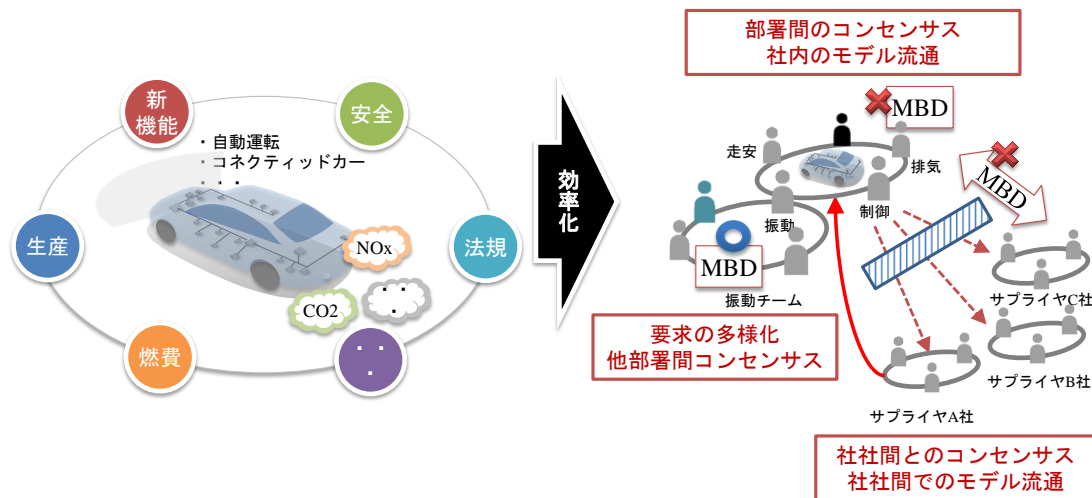 新
機能
安全
・自動運転
・コネクティッドカー
・・・
生産
法規
NOx
CO2
・・・
燃費
・・・
効率化
部署間のコンセンサス
社内のモデル流通
MBD
走安
排気
MBD
制御
振動
MBD
振動チーム
サプライヤC社
要求の多様化
他部署間コンセンサス
サプライヤB社
サプライヤA社
社社間とのコンセンサス
社社間でのモデル流通